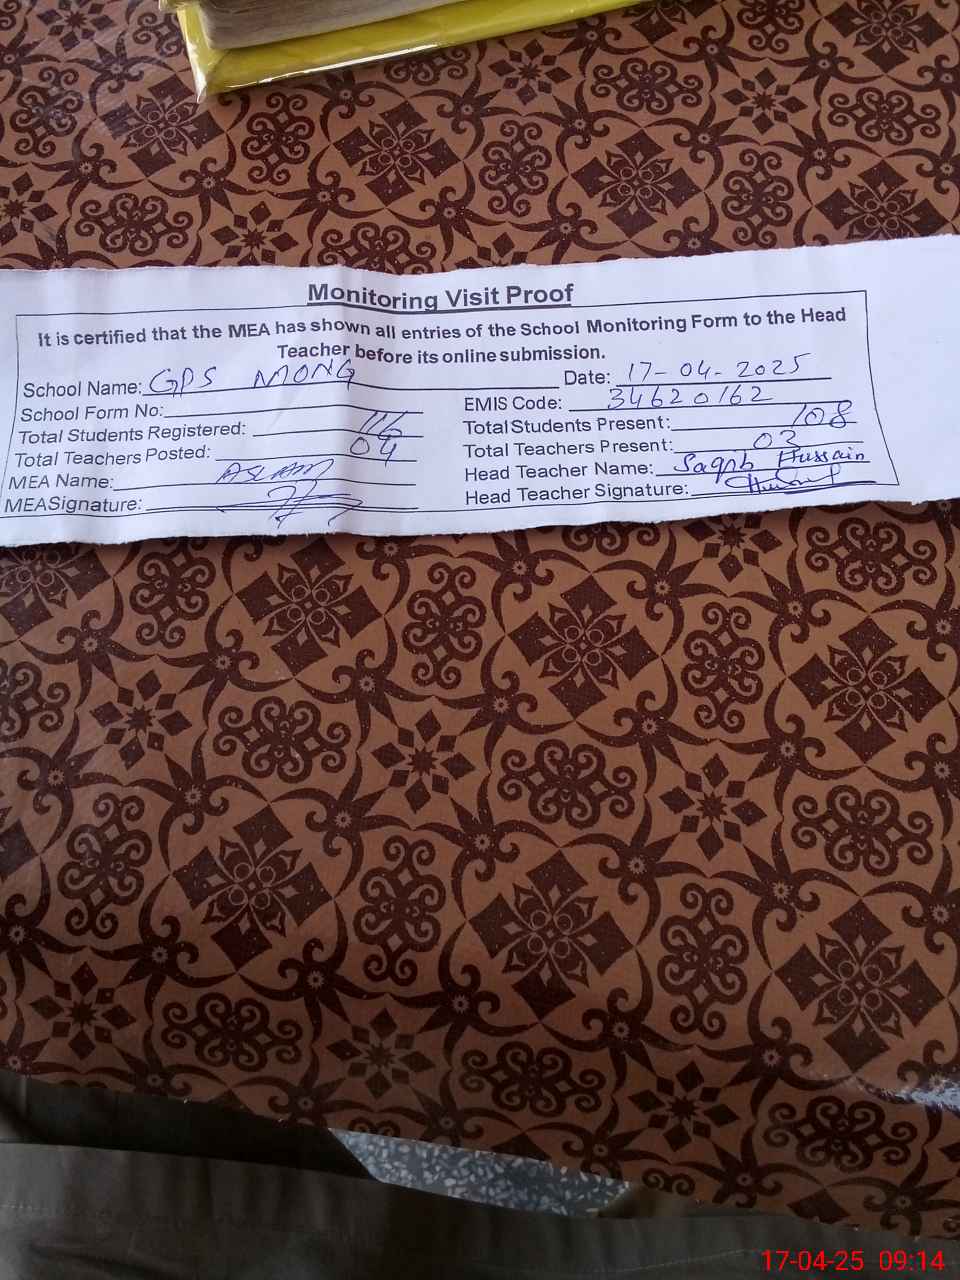 Monitoring Visit Proof
It is certified that the MEA has shown all entries of the School Monitoring Form to the Head
Teacher before its online submission.
School Name: GPS MONG Date: 17-04-2025
School Form No: EMIS Code: 34620162
Total Students Registered: 116 Total Students Present: 108
Total Teachers Posted: 04 Total Teachers Present: 03
MEA Name: ASLAM Head Teacher Name: Saqib Hussain
MEASignature: Head Teacher Signature:
17-04-25 09:14